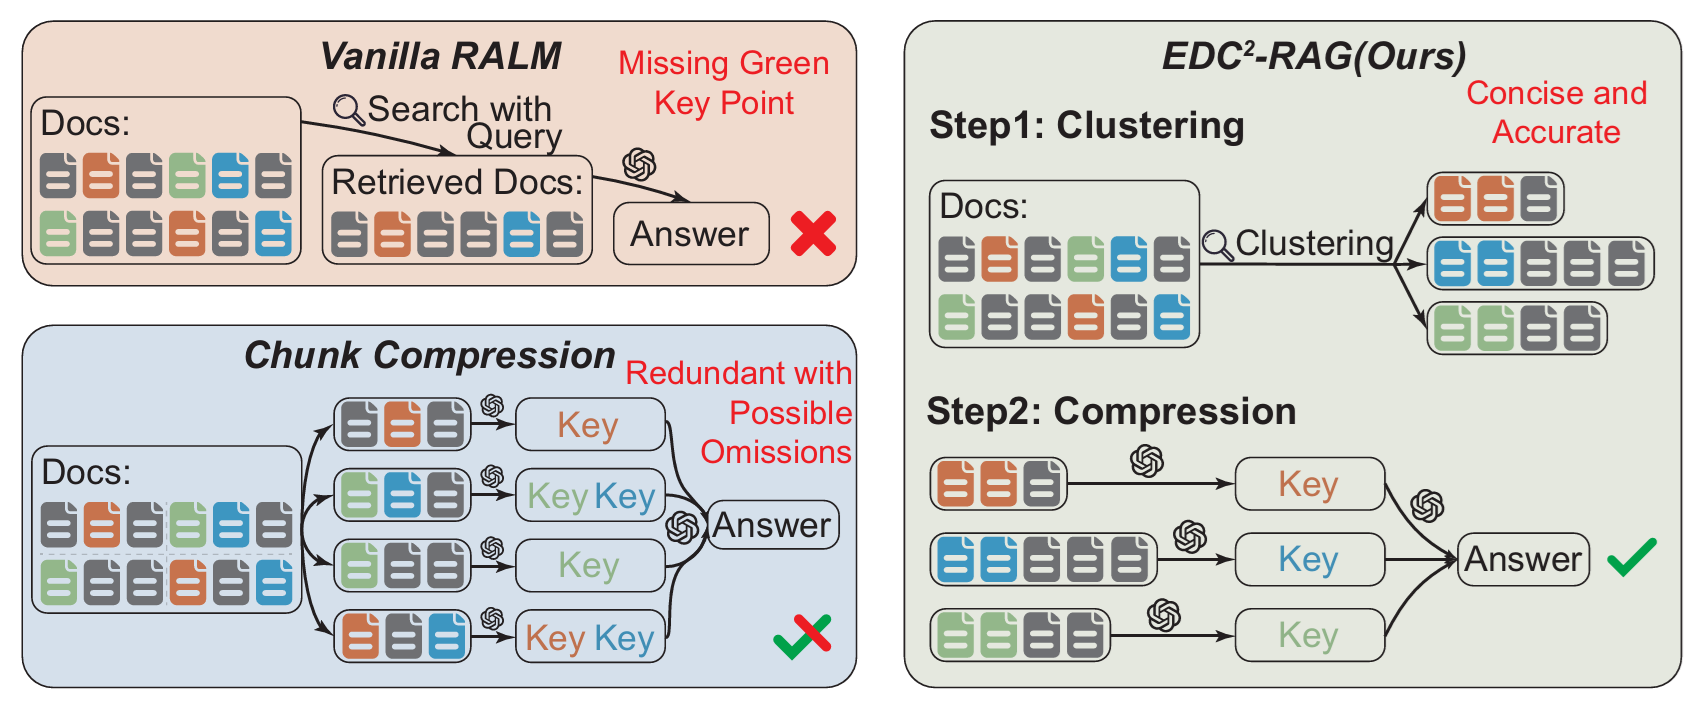 Vanilla RALM
Missing Green
Key Point
Docs:
Search with
Query
Retrieved Docs:
Answer
Chunk Compression
Redundant with
Possible
Omissions
Docs:
Key
Key Key
Key
Key Key
Answer
EDC²-RAG(Ours)
Concise and
Accurate
Step1: Clustering
Docs:
Clustering
Step2: Compression
Key
Key
Key
Answer